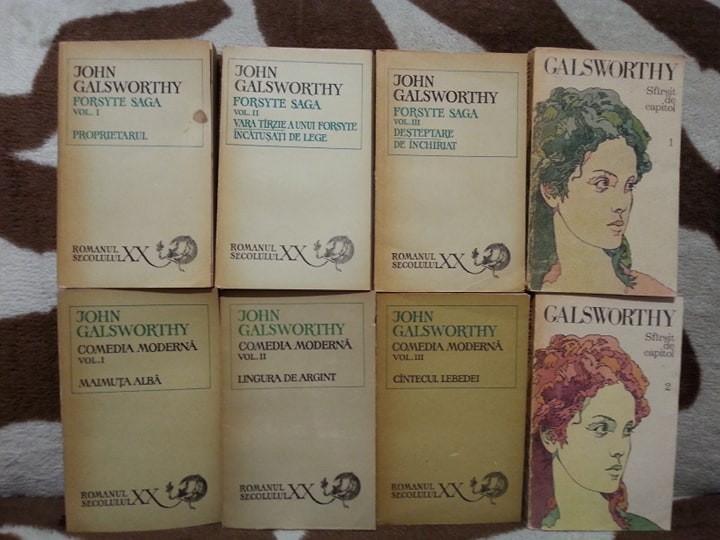 JOHN
GALSWORTHY
FORSYTE SAGA
VOL. I
PROPRIETARUL
ROMANUL
SECOLULUI XX
JOHN
GALSWORTHY
FORSYTE SAGA
VOL. II
VARA TÎRZIE A UNUI FORSYTE
ÎNCĂTUȘAȚI DE LEGE
ROMANUL
SECOLULUI XX
JOHN
GALSWORTHY
FORSYTE SAGA
VOL. III
DEȘTEPTARE
DE ÎNCHIRIAT
ROMANUL
SECOLULUI XX
GALSWORTHY
Sfîrșit
de
capitol
1
JOHN
GALSWORTHY
COMEDIA MODERNĂ
VOL. I
MAIMUȚA ALBĂ
ROMANUL
SECOLULUI XX
JOHN
GALSWORTHY
COMEDIA MODERNĂ
VOL. II
LINGURA DE ARGINT
ROMANUL
SECOLULUI XX
JOHN
GALSWORTHY
COMEDIA MODERNĂ
VOL. III
CÎNTECUL LEBEDEI
ROMANUL
SECOLULUI XX
GALSWORTHY
Sfîrșit
de
capitol
2